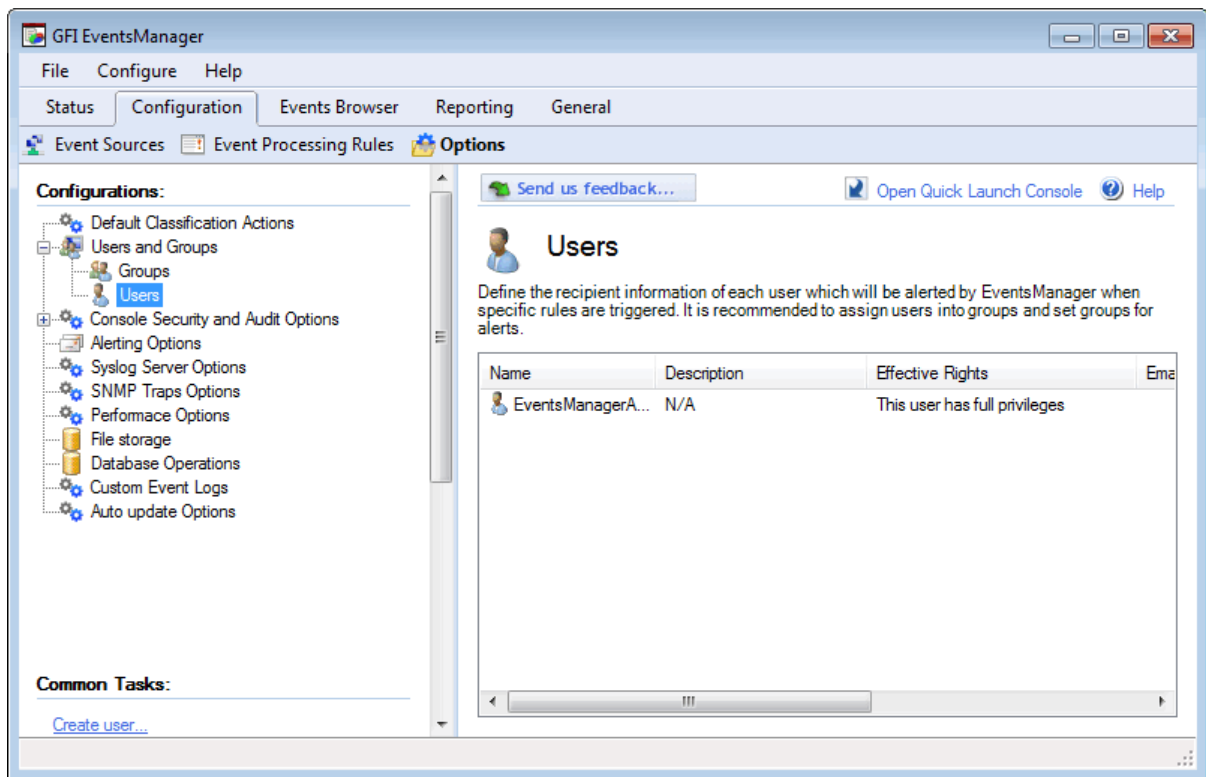 GFI EventsManager
File Configure Help
Status Configuration Events Browser Reporting General
Event Sources Event Processing Rules Options
Configurations:
Default Classification Actions
Users and Groups
Groups
Users
Console Security and Audit Options
Alerting Options
Syslog Server Options
SNMP Traps Options
Performace Options
File storage
Database Operations
Custom Event Logs
Auto update Options
Common Tasks:
Create user...
Send us feedback... Open Quick Launch Console Help
Users
Define the recipient information of each user which will be alerted by EventsManager when
specific rules are triggered. It is recommended to assign users into groups and set groups for
alerts.
Name Description Effective Rights Ema
EventsManagerA... N/A This user has full privileges